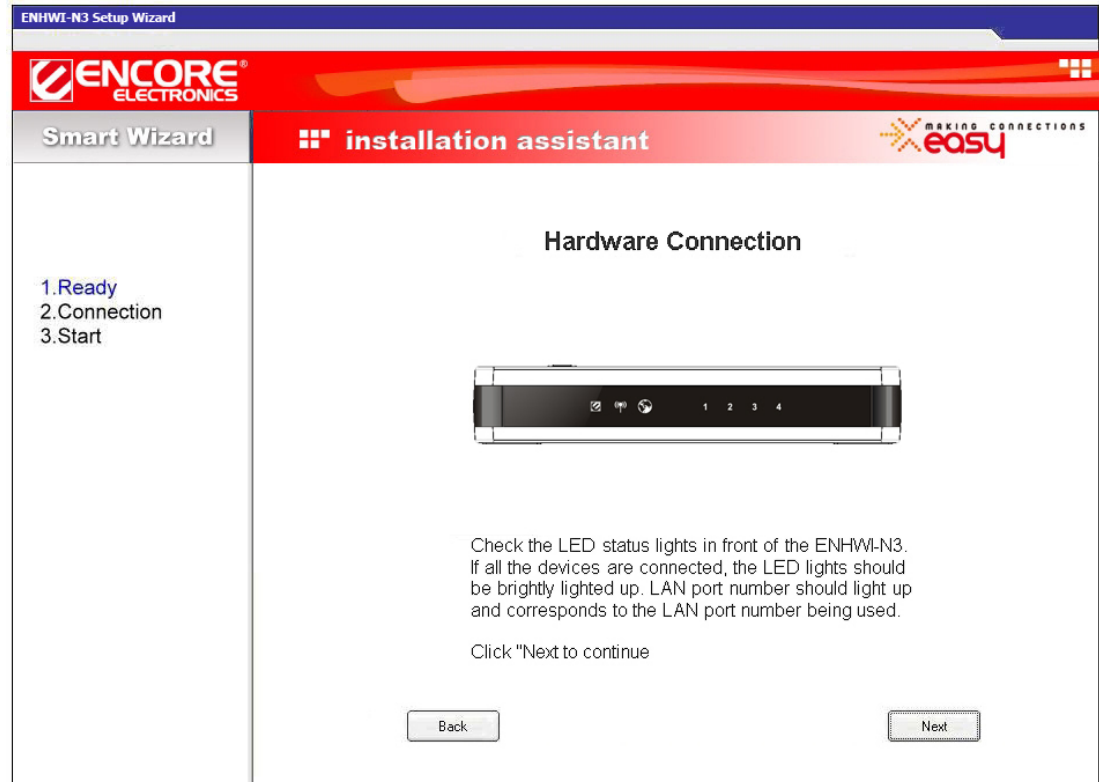 ENHWI-N3 Setup Wizard
ENCORE®
ELECTRONICS
Smart Wizard
installation assistant
MAKING CONNECTIONS
easy
Hardware Connection
1.Ready
2.Connection
3.Start
1 2 3 4
Check the LED status lights in front of the ENHWI-N3.
If all the devices are connected, the LED lights should
be brightly lighted up. LAN port number should light up
and corresponds to the LAN port number being used.
Click "Next to continue
Back
Next